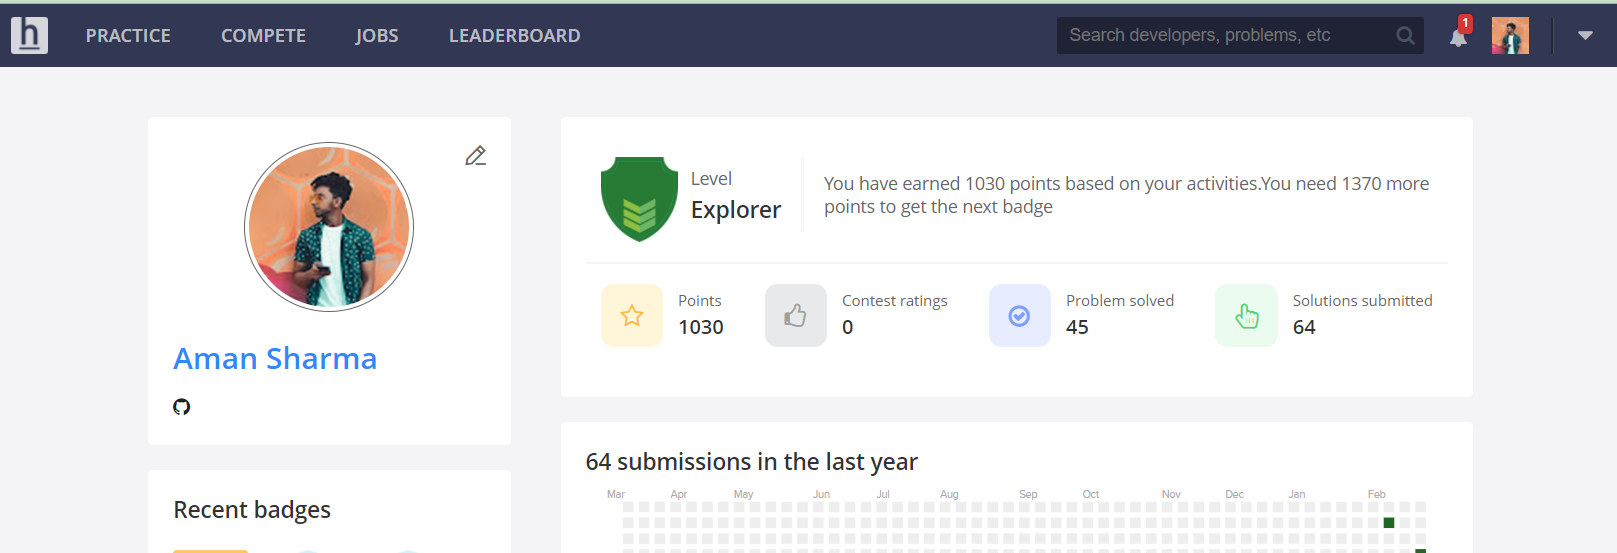 h PRACTICE COMPETE JOBS LEADERBOARD Search developers, problems, etc 1
Aman Sharma
Recent badges
Level
Explorer
You have earned 1030 points based on your activities.You need 1370 more
points to get the next badge
Points
1030
Contest ratings
0
Problem solved
45
Solutions submitted
64
64 submissions in the last year
Mar Apr May Jun Jul Aug Sep Oct Nov Dec Jan Feb